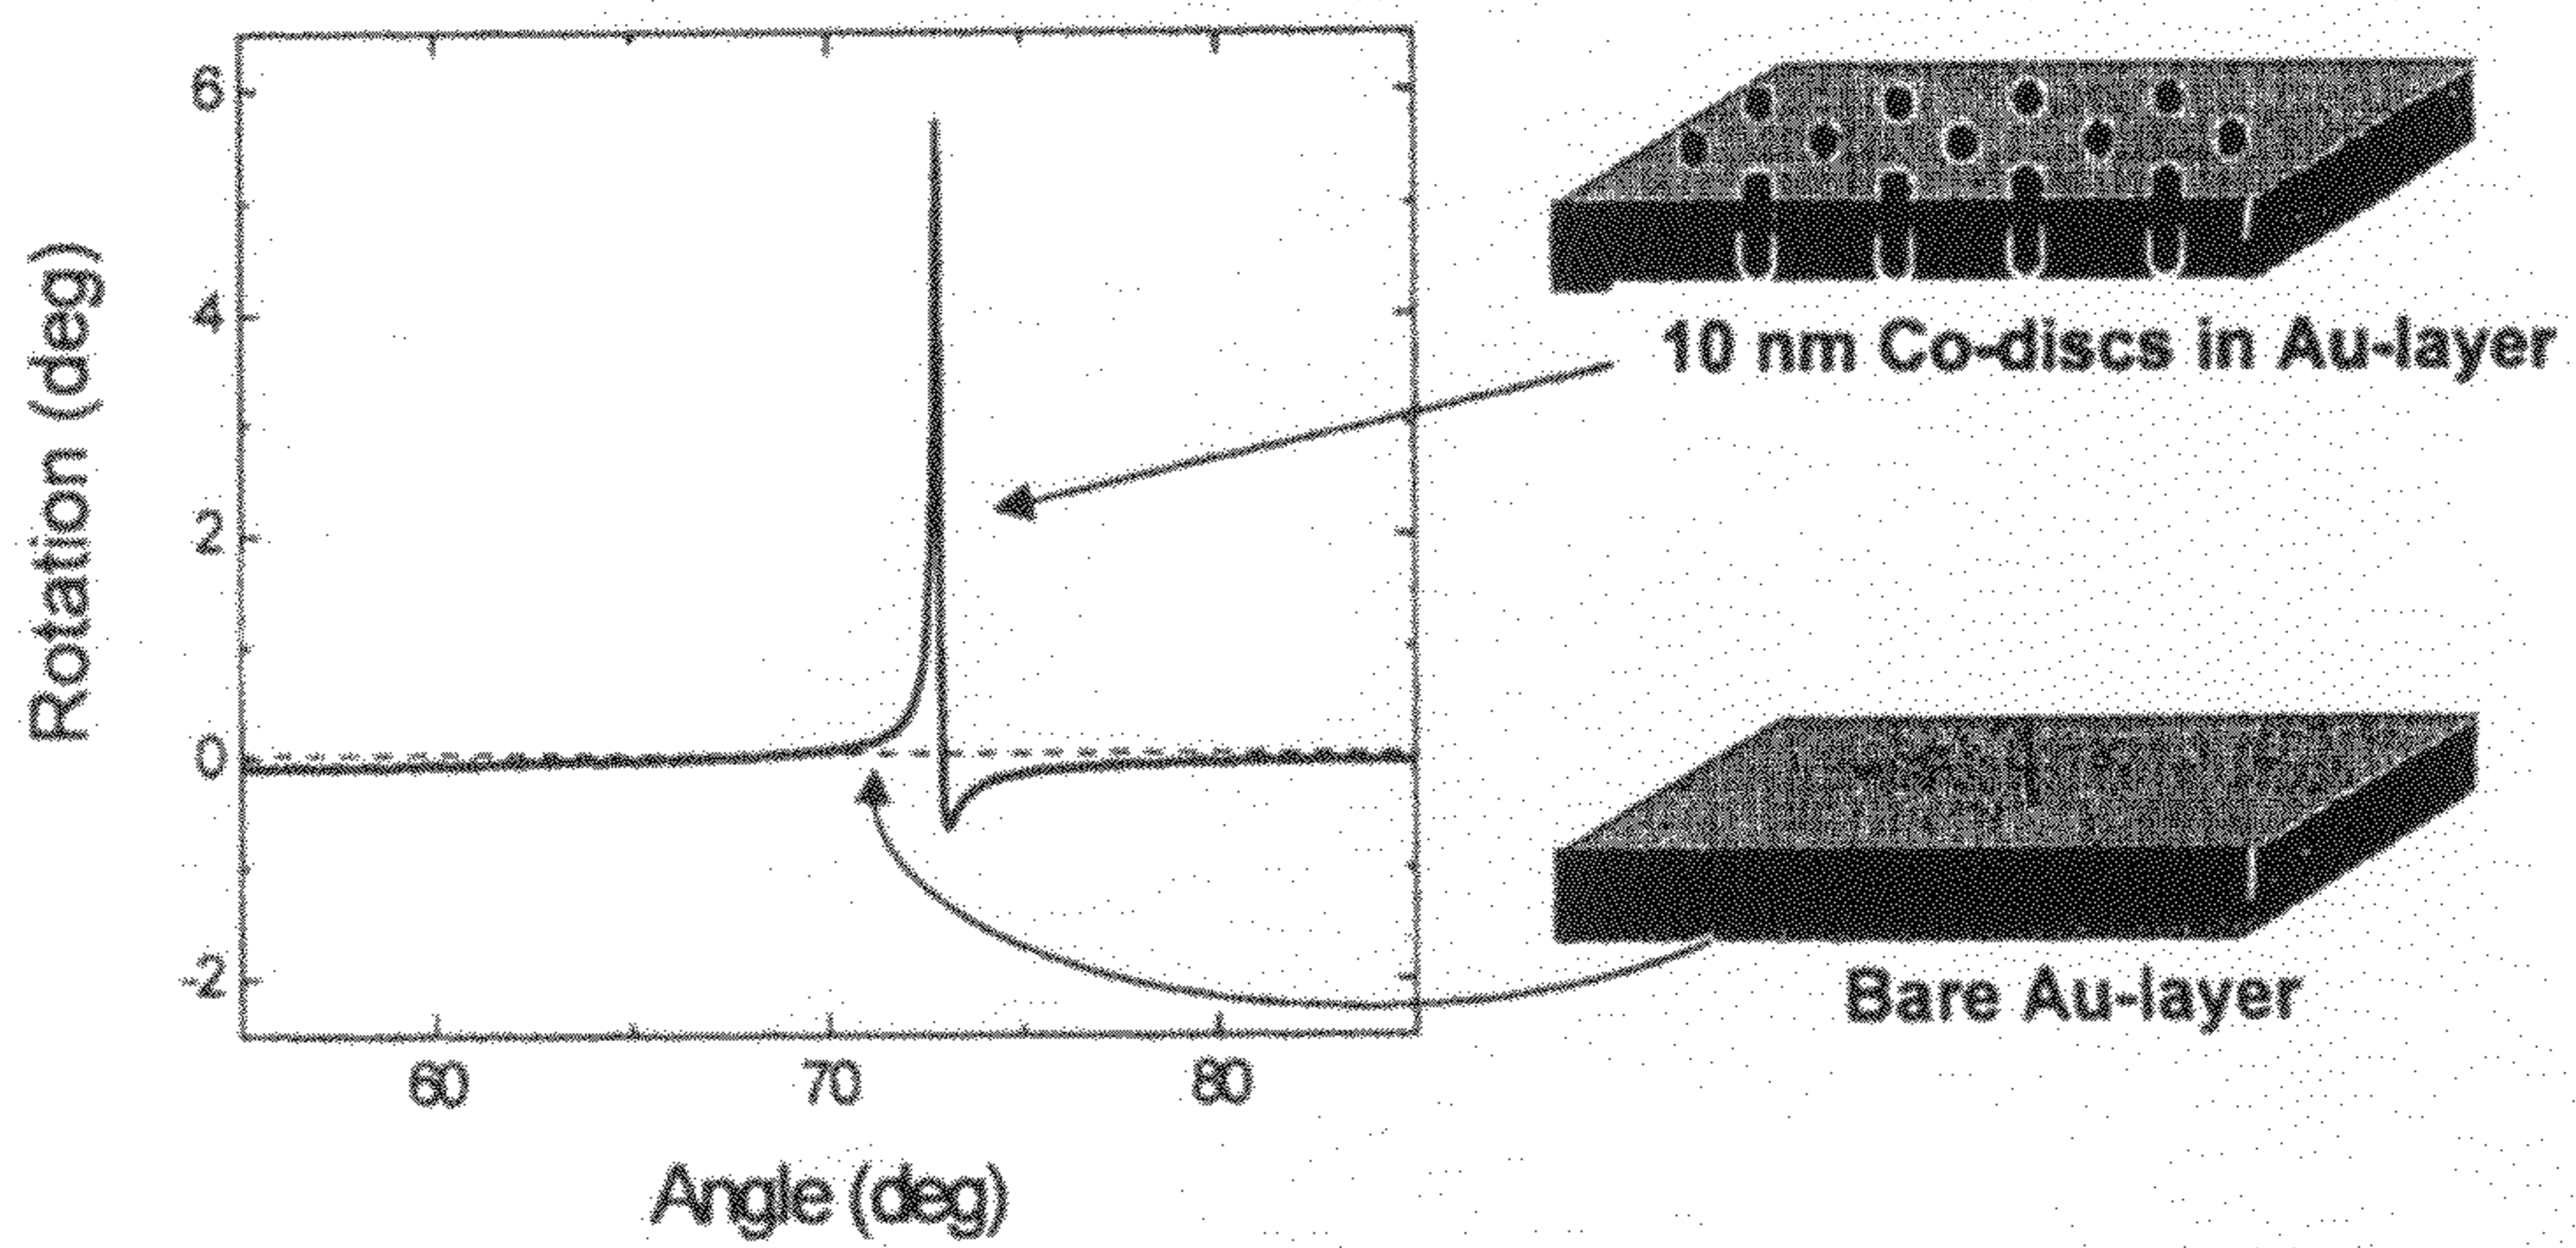 6
4
2
0
-2
Rotation (deg)
60 70 80
Angle (deg)
10 nm Co-discs in Au-layer
Bare Au-layer